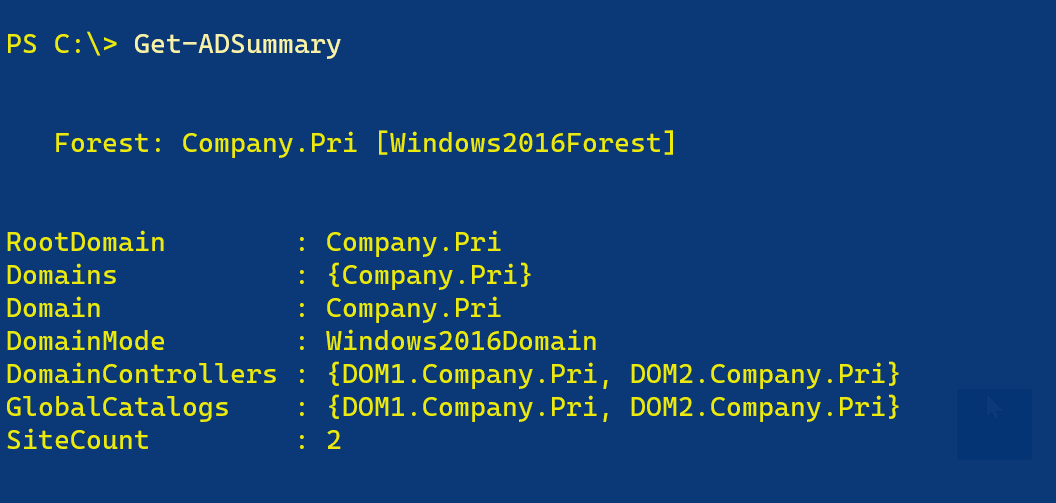 PS C:\> Get-ADSummary
Forest: Company.Pri [Windows2016Forest]
RootDomain : Company.Pri
Domains : {Company.Pri}
Domain : Company.Pri
DomainMode : Windows2016Domain
DomainControllers : {DOM1.Company.Pri, DOM2.Company.Pri}
GlobalCatalogs : {DOM1.Company.Pri, DOM2.Company.Pri}
SiteCount : 2